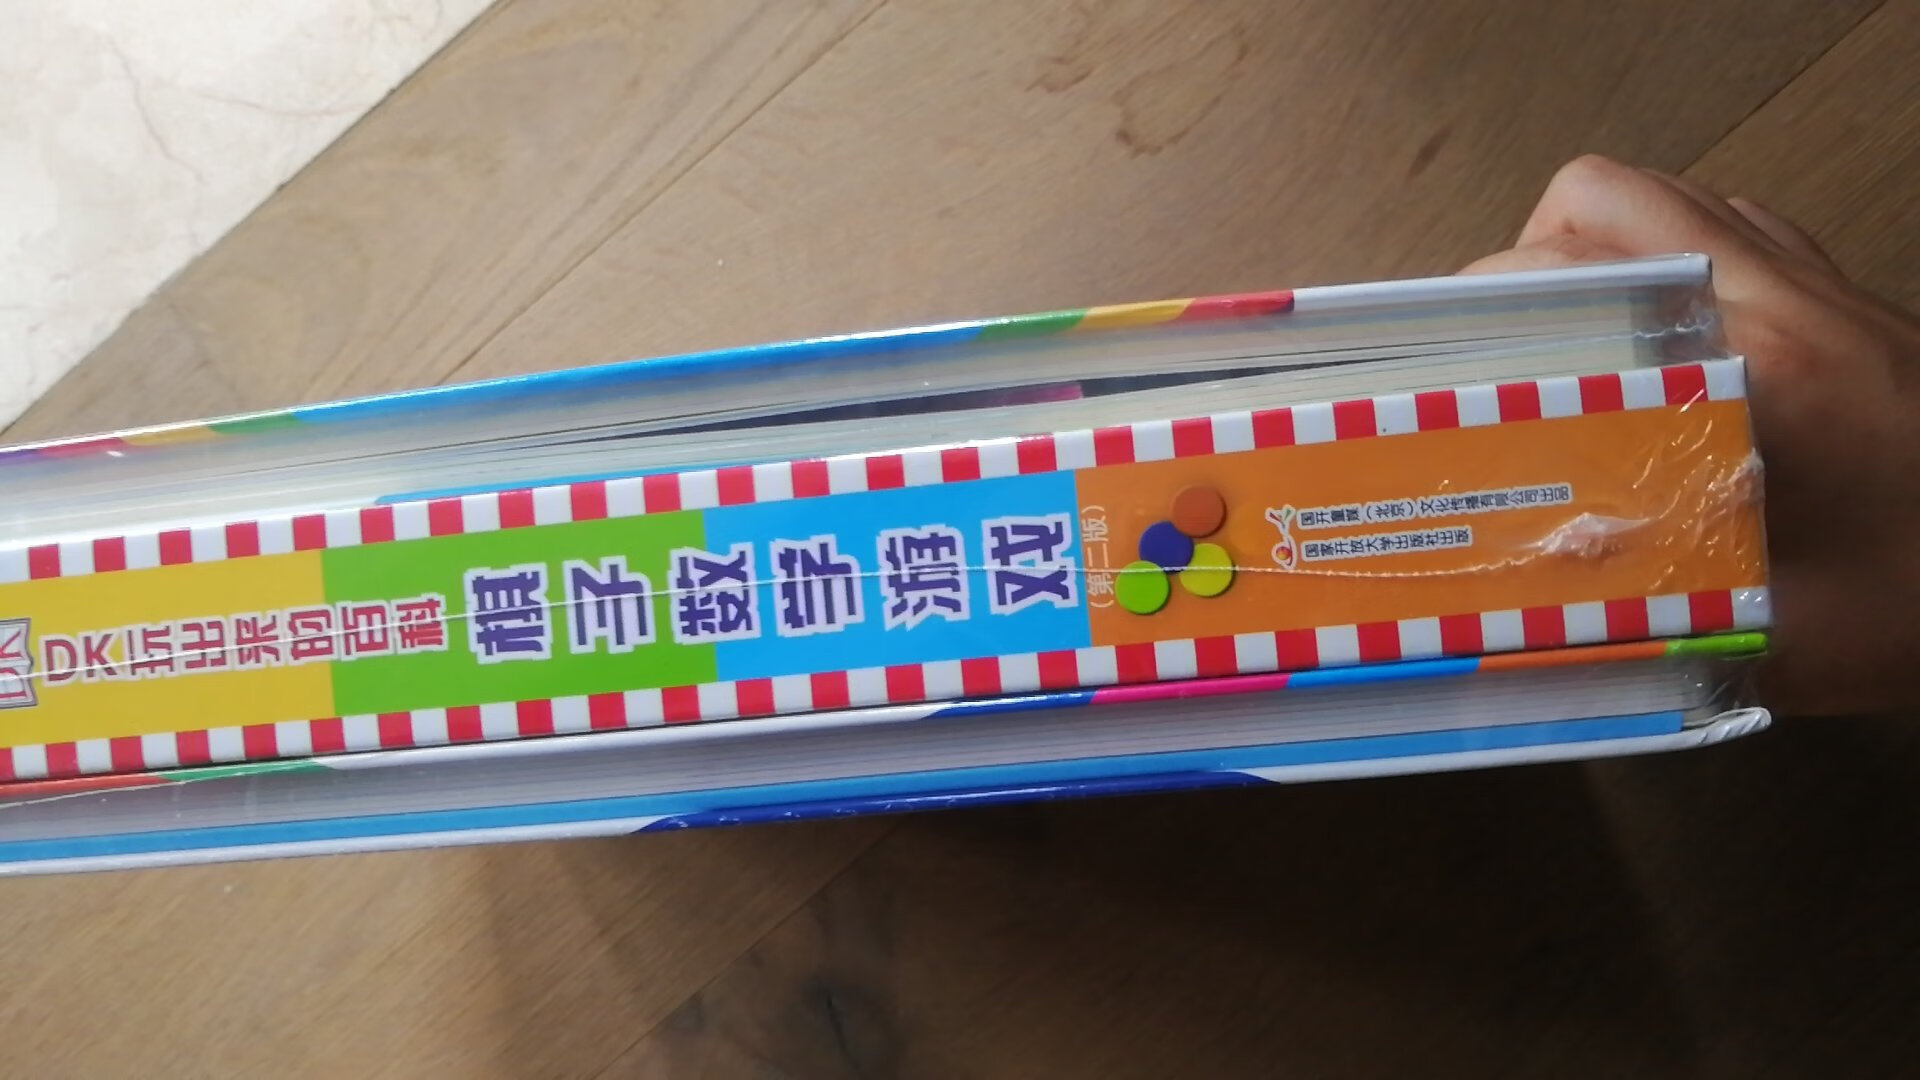 DK
DK玩出来的百科
棋子数学游戏
(第二版)
国开童媒（北京）文化传播有限公司出品
国家开放大学出版社出版